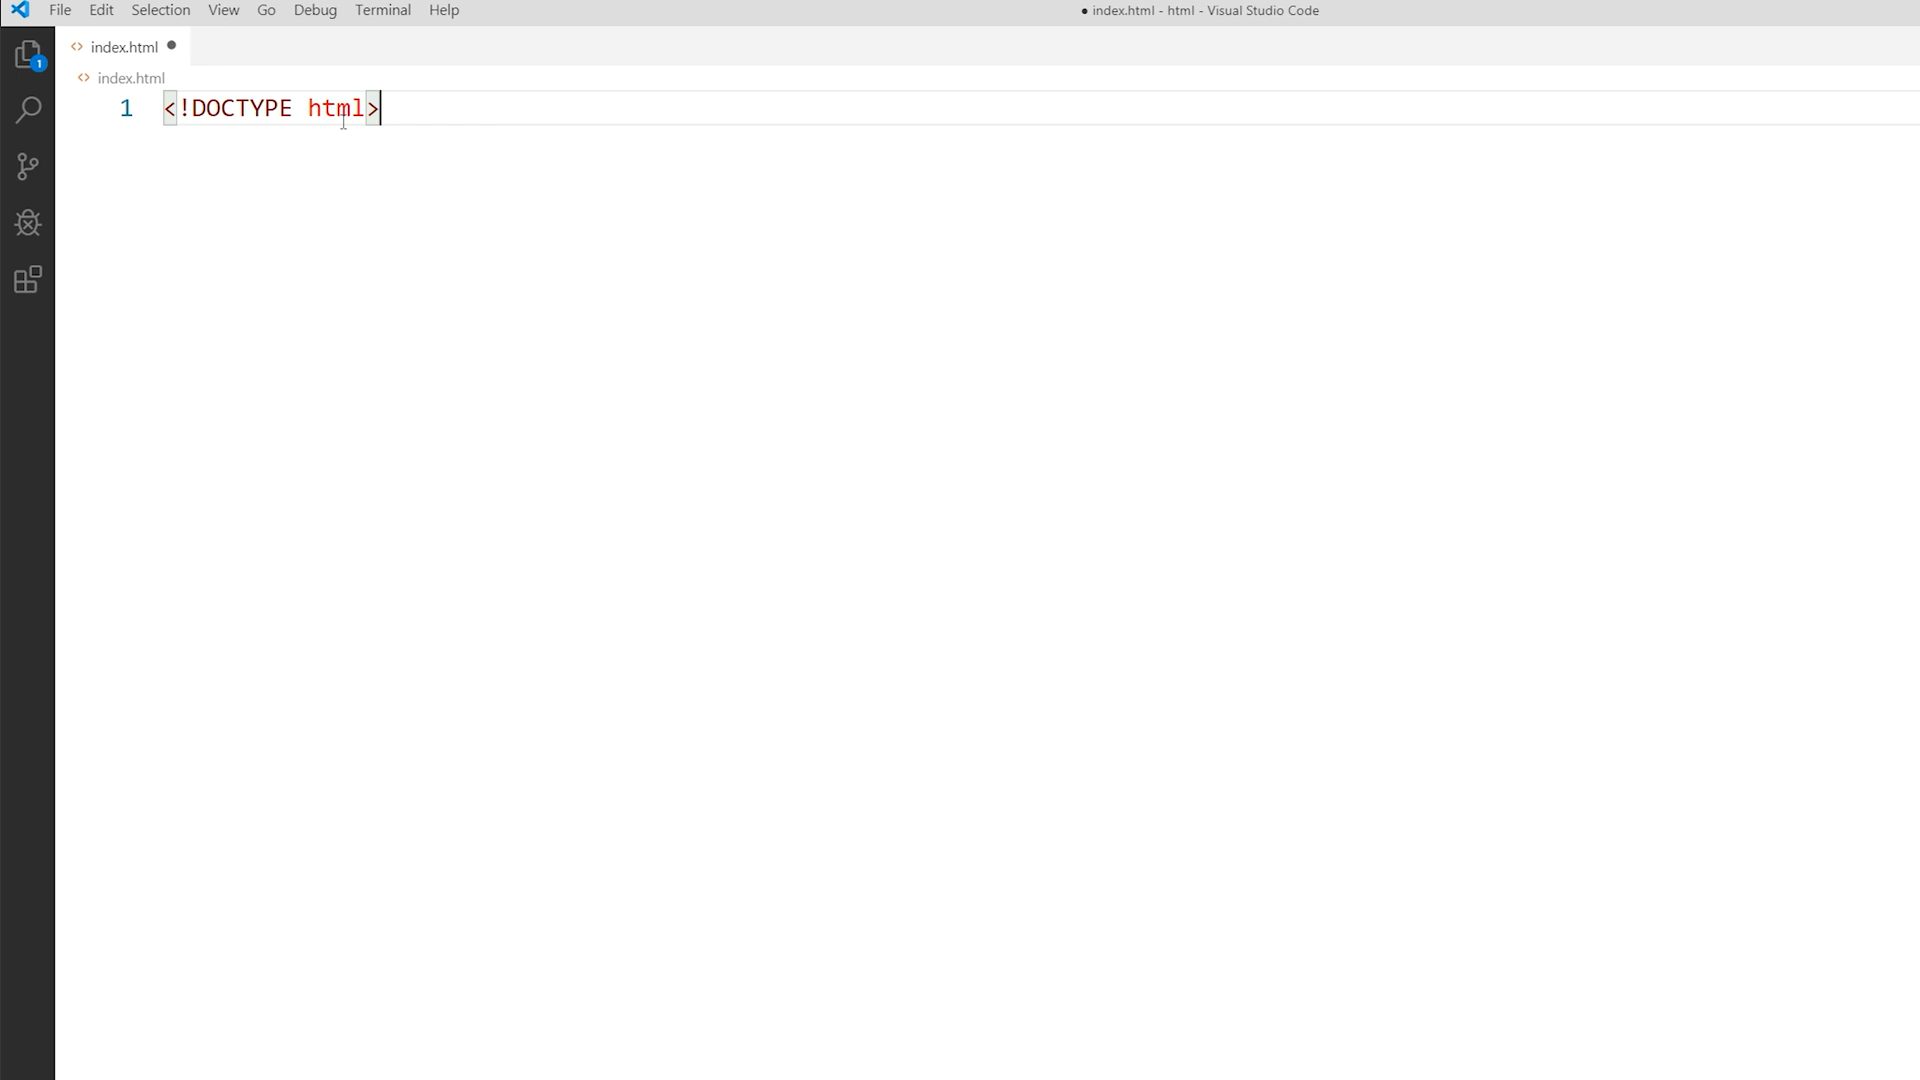 File Edit Selection View Go Debug Terminal Help ● index.html - html - Visual Studio Code
<> index.html ●
1
<> index.html
1 <!DOCTYPE html>